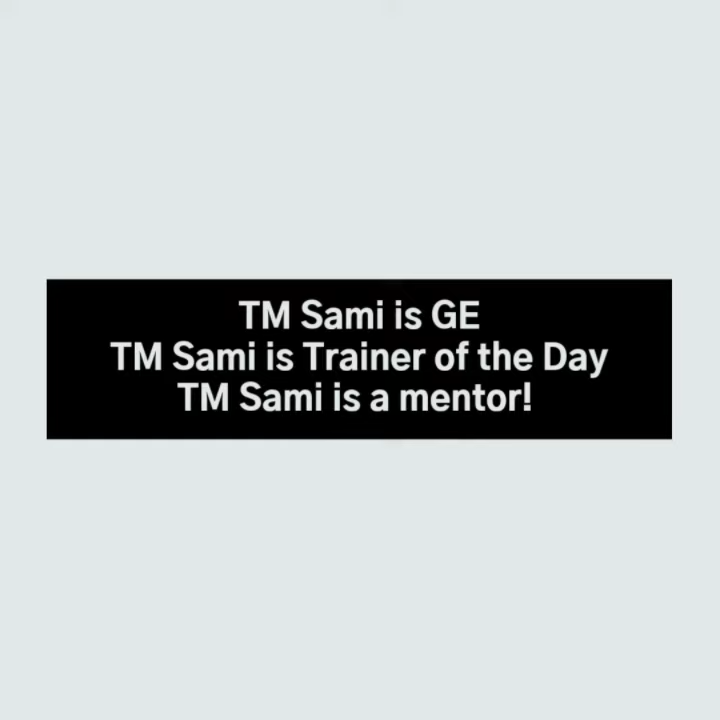 TM Sami is GE
TM Sami is Trainer of the Day
TM Sami is a mentor!